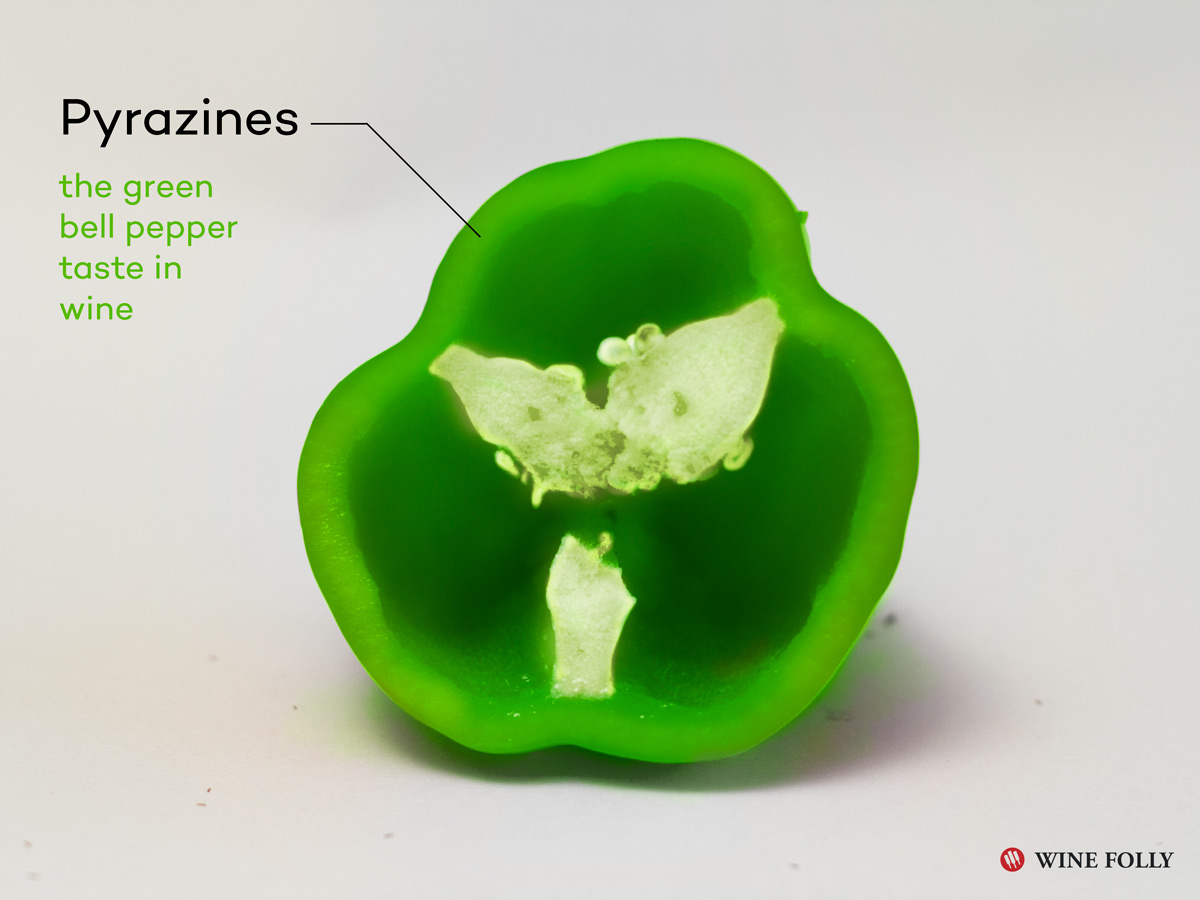 Pyrazines
the green
bell pepper
taste in
wine
WINE FOLLY